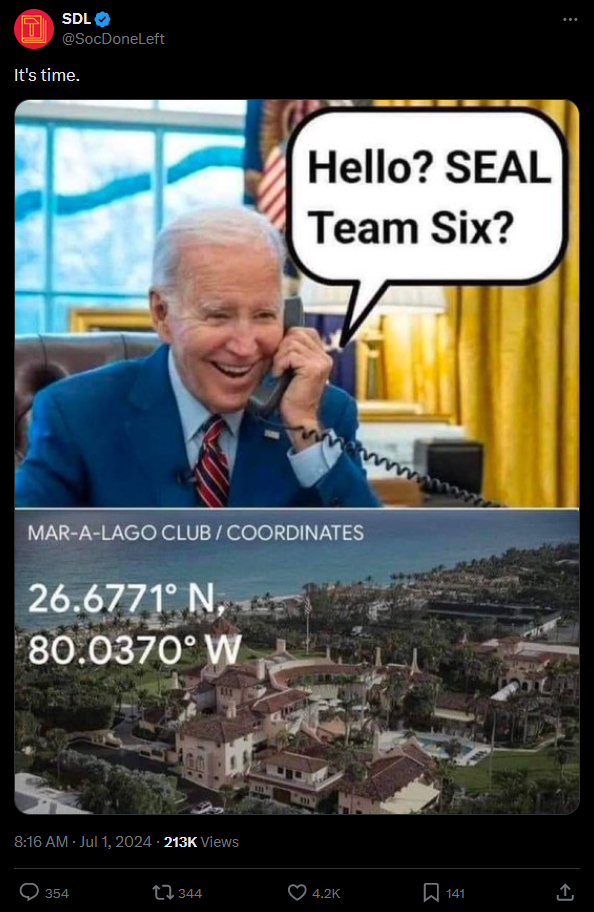 SDL
@SocDoneLeft
It's time.
Hello? SEAL
Team Six?
MAR-A-LAGO CLUB / COORDINATES
26.6771° N,
80.0370° W
8:16 AM · Jul 1, 2024 · 213K Views
354 344 4.2K 141